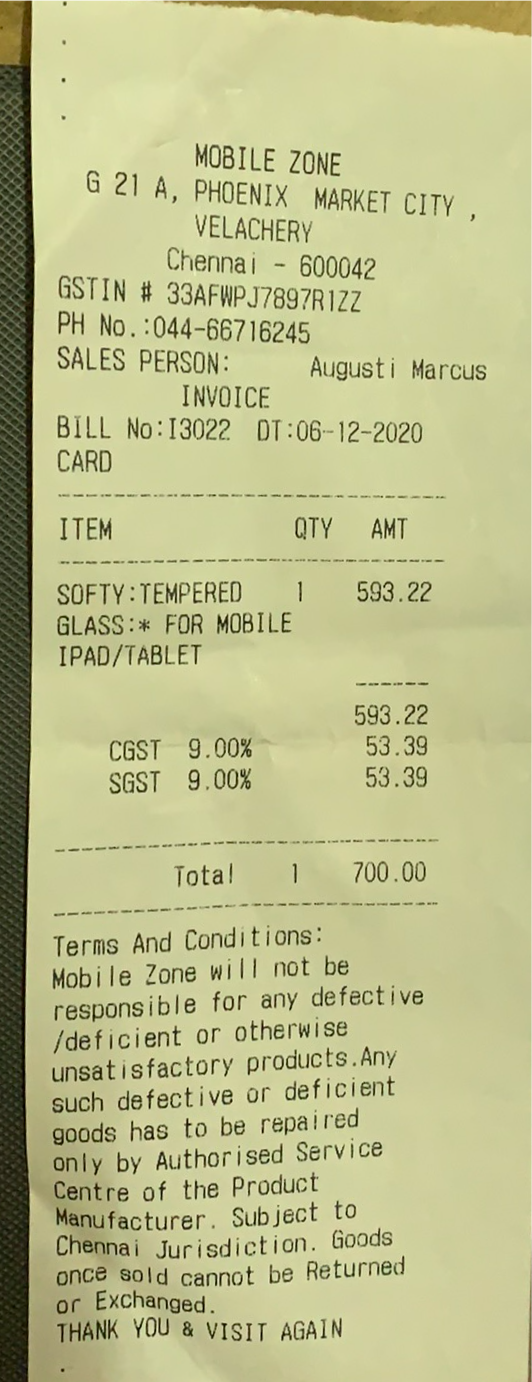 MOBILE ZONE
G 21 A, PHOENIX MARKET CITY ,
VELACHERY
Chennai - 600042
GSTIN # 33AFWPJ7897R1ZZ
PH No.:044-66716245
SALES PERSON: Augusti Marcus
INVOICE
BILL No:I3022 DT:06-12-2020
CARD
ITEM QTY AMT
SOFTY:TEMPERED 1 593.22
GLASS:* FOR MOBILE
IPAD/TABLET
593.22
CGST 9.00% 53.39
SGST 9.00% 53.39
Total 1 700.00
Terms And Conditions:
Mobile Zone will not be
responsible for any defective
/deficient or otherwise
unsatisfactory products.Any
such defective or deficient
goods has to be repaired
only by Authorised Service
Centre of the Product
Manufacturer. Subject to
Chennai Jurisdiction. Goods
once sold cannot be Returned
or Exchanged.
THANK YOU & VISIT AGAIN